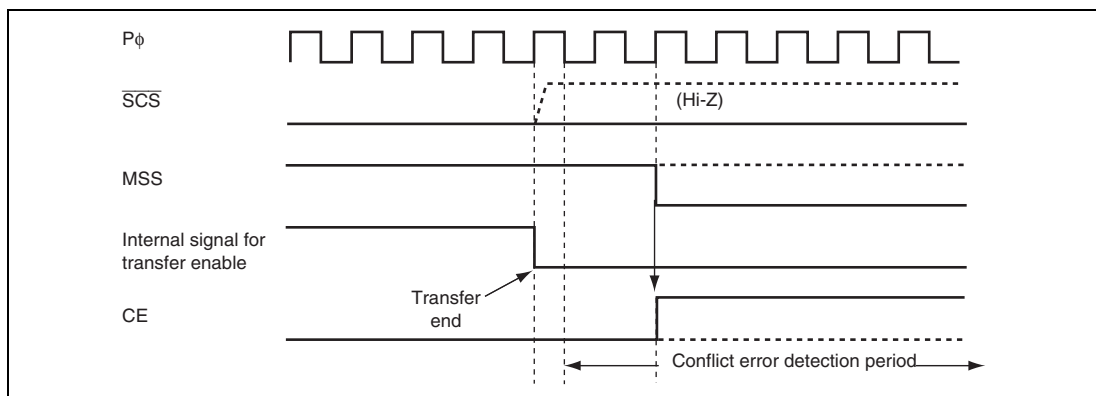 Pϕ
SCS
(Hi-Z)
MSS
Internal signal for
transfer enable
Transfer
end
CE
Conflict error detection period